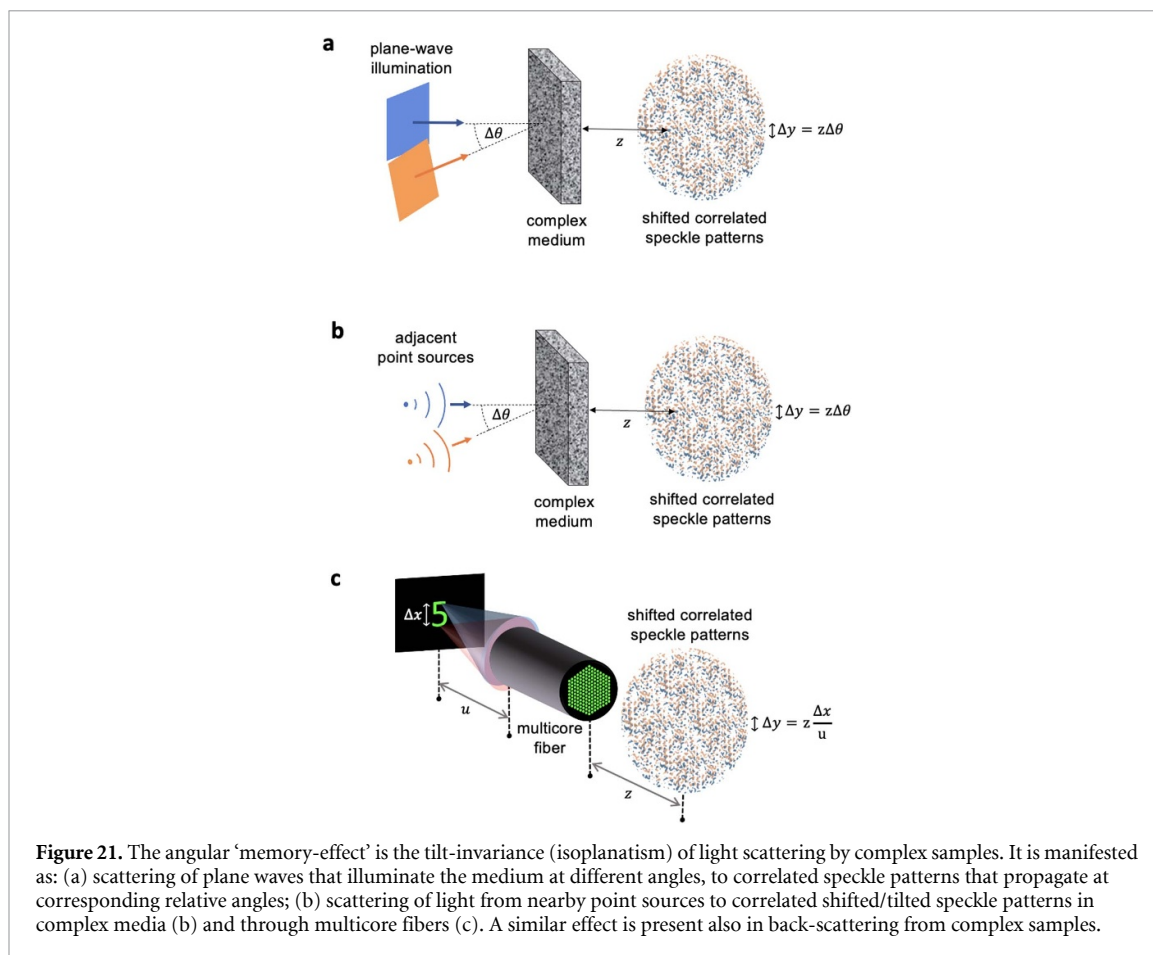 a
plane-wave
illumination
Δθ
z
Δy = zΔθ
complex
medium
shifted correlated
speckle patterns
b
adjacent
point sources
Δθ
z
Δy = zΔθ
complex
medium
shifted correlated
speckle patterns
c
Δx
5
shifted correlated
speckle patterns
u
multicore
fiber
Δy = z Δx/u
z
Figure 21. The angular ‘memory-effect’ is the tilt-invariance (isoplanatism) of light scattering by complex samples. It is manifested
as: (a) scattering of plane waves that illuminate the medium at different angles, to correlated speckle patterns that propagate at
corresponding relative angles; (b) scattering of light from nearby point sources to correlated shifted/tilted speckle patterns in
complex media (b) and through multicore fibers (c). A similar effect is present also in back-scattering from complex samples.